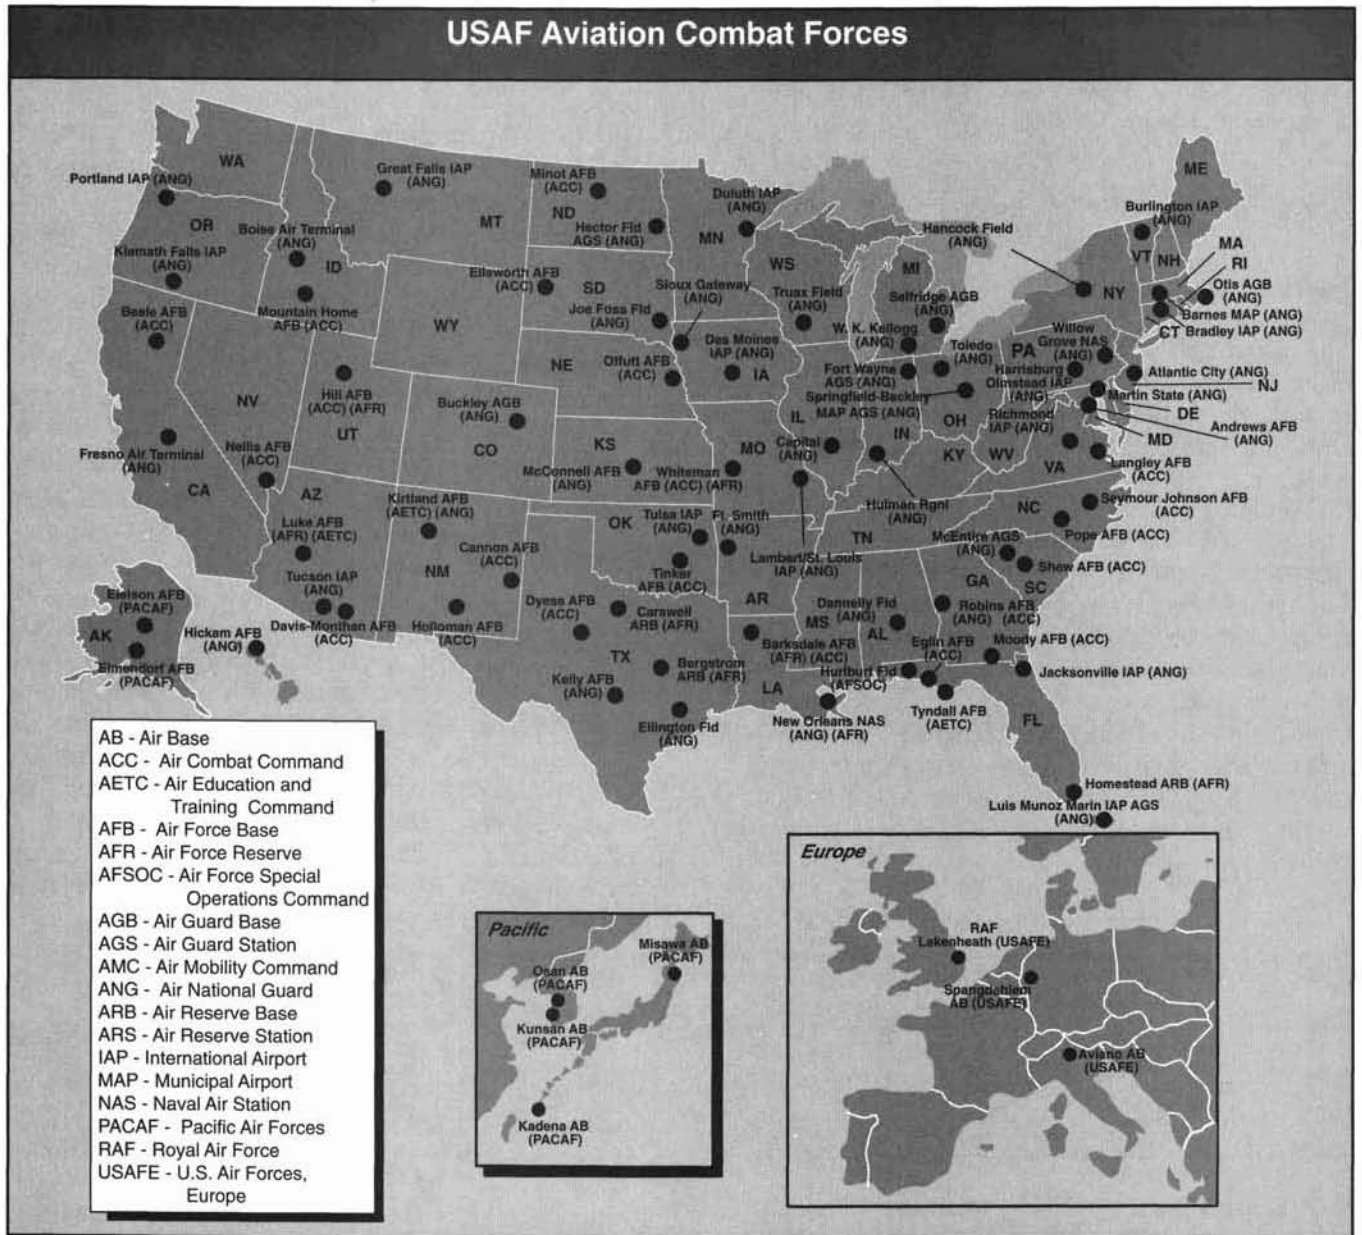 USAF Aviation Combat Forces
WA
Portland IAP (ANG)
OR
Klamath Falls IAP
(ANG)
Boise Air Terminal
(ANG)
ID
Mountain Home
AFB (ACC)
Great Falls IAP
(ANG)
MT
Minot AFB
(ACC)
ND
Hector Fld
AGS (ANG)
Duluth IAP
(ANG)
MN
Ellsworth AFB
(ACC)
SD
Joe Foss Fld
(ANG)
Sioux Gateway
(ANG)
WS
Truax Field
(ANG)
MI
Selfridge AGB
(ANG)
W. K. Kellogg
(ANG)
Hancock Field
(ANG)
NY
ME
Burlington IAP
(ANG)
VT
NH
MA
RI
Otis AGB
(ANG)
Barnes MAP (ANG)
Bradley IAP (ANG)
CT
Willow
Grove NAS
(ANG)
PA
Harrisburg
Olmstead IAP
(ANG)
Atlantic City (ANG)
NJ
Martin State (ANG)
DE
Andrews AFB
(ANG)
MD
Beale AFB
(ACC)
NV
WY
NE
Offutt AFB
(ACC)
Des Moines
IAP (ANG)
IA
Fort Wayne
AGS (ANG)
Toledo
(ANG)
Springfield-Beckley
MAP AGS (ANG)
OH
Richmond
IAP (ANG)
Hill AFB
(ACC) (AFR)
UT
Buckley AGB
(ANG)
CO
KS
McConnell AFB
(ANG)
Whiteman
AFB (ACC) (AFR)
MO
IL
Capital
(ANG)
IN
Hulman Rgnl
(ANG)
KY
WV
VA
Langley AFB
(ACC)
Fresno Air Terminal
(ANG)
CA
Nellis AFB
(ACC)
AZ
Luke AFB
(AFR) (AETC)
Tucson IAP
(ANG)
Davis-Monthan AFB
(ACC)
Kirtland AFB
(AETC) (ANG)
NM
Cannon AFB
(ACC)
Holloman AFB
(ACC)
OK
Tulsa IAP
(ANG)
Ft. Smith
(ANG)
Tinker
AFB (ACC)
AR
Lambert/St. Louis
IAP (ANG)
TN
NC
Seymour Johnson AFB
(ACC)
Pope AFB (ACC)
McEntire AGS
(ANG)
Shaw AFB (ACC)
SC
GA
Robins AFB
(ANG) (ACC)
Moody AFB (ACC)
Dyess AFB
(ACC)
Carswell
ARB (AFR)
TX
Bergstrom
ARB (AFR)
Kelly AFB
(ANG)
Ellington Fld
(ANG)
Barksdale AFB
(AFR) (ACC)
LA
MS
Dannelly Fld
(ANG)
AL
Eglin AFB
(ACC)
Hurlburt Fld
(AFSOC)
New Orleans NAS
(ANG) (AFR)
Tyndall AFB
(AETC)
Jacksonville IAP (ANG)
FL
Homestead ARB (AFR)
Luis Munoz Marin IAP AGS
(ANG)
Eielson AFB
(PACAF)
AK
Elmendorf AFB
(PACAF)
Hickam AFB
(ANG)
AB - Air Base
ACC - Air Combat Command
AETC - Air Education and
Training Command
AFB - Air Force Base
AFR - Air Force Reserve
AFSOC - Air Force Special
Operations Command
AGB - Air Guard Base
AGS - Air Guard Station
AMC - Air Mobility Command
ANG - Air National Guard
ARB - Air Reserve Base
ARS - Air Reserve Station
IAP - International Airport
MAP - Municipal Airport
NAS - Naval Air Station
PACAF - Pacific Air Forces
RAF - Royal Air Force
USAFE - U.S. Air Forces,
Europe
Pacific
Misawa AB
(PACAF)
Osan AB
(PACAF)
Kunsan AB
(PACAF)
Kadena AB
(PACAF)
Europe
RAF
Lakenheath (USAFE)
Spangdahlem
AB (USAFE)
Aviano AB
(USAFE)